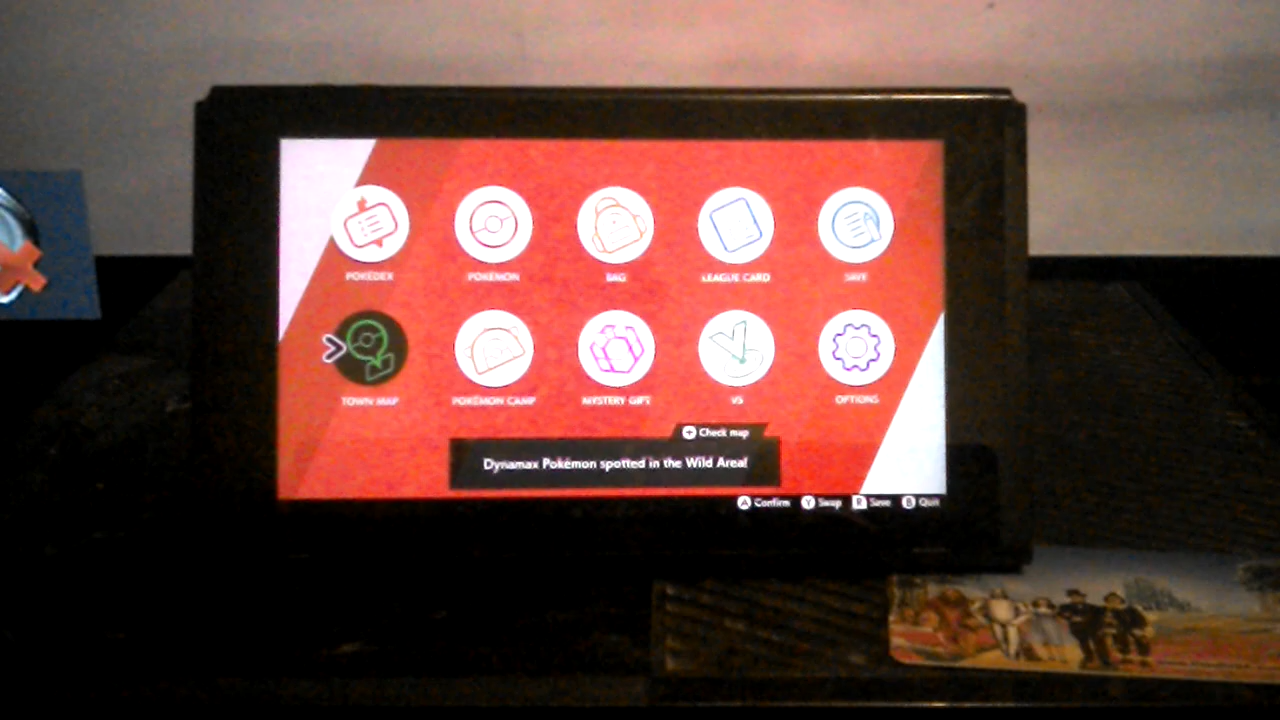 POKÉDEX
POKÉMON
BAG
LEAGUE CARD
SAVE
TOWN MAP
POKÉMON CAMP
MYSTERY GIFT
VS
OPTIONS
+ Check map
Dynamax Pokémon spotted in the Wild Area!
A Confirm Y Swap R Save B Quit